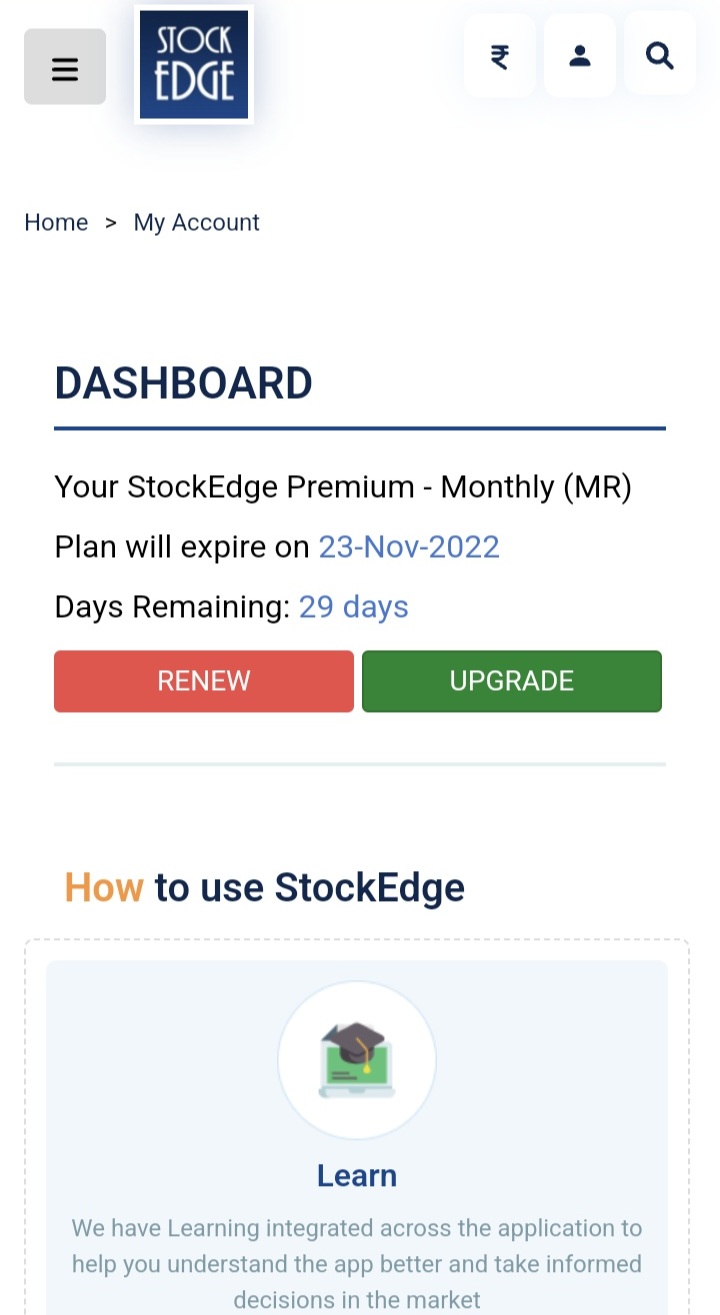 STOCK
EDGE
₹
Home > My Account
DASHBOARD
Your StockEdge Premium - Monthly (MR)
Plan will expire on 23-Nov-2022
Days Remaining: 29 days
RENEW UPGRADE
How to use StockEdge
Learn
We have Learning integrated across the application to
help you understand the app better and take informed
decisions in the market